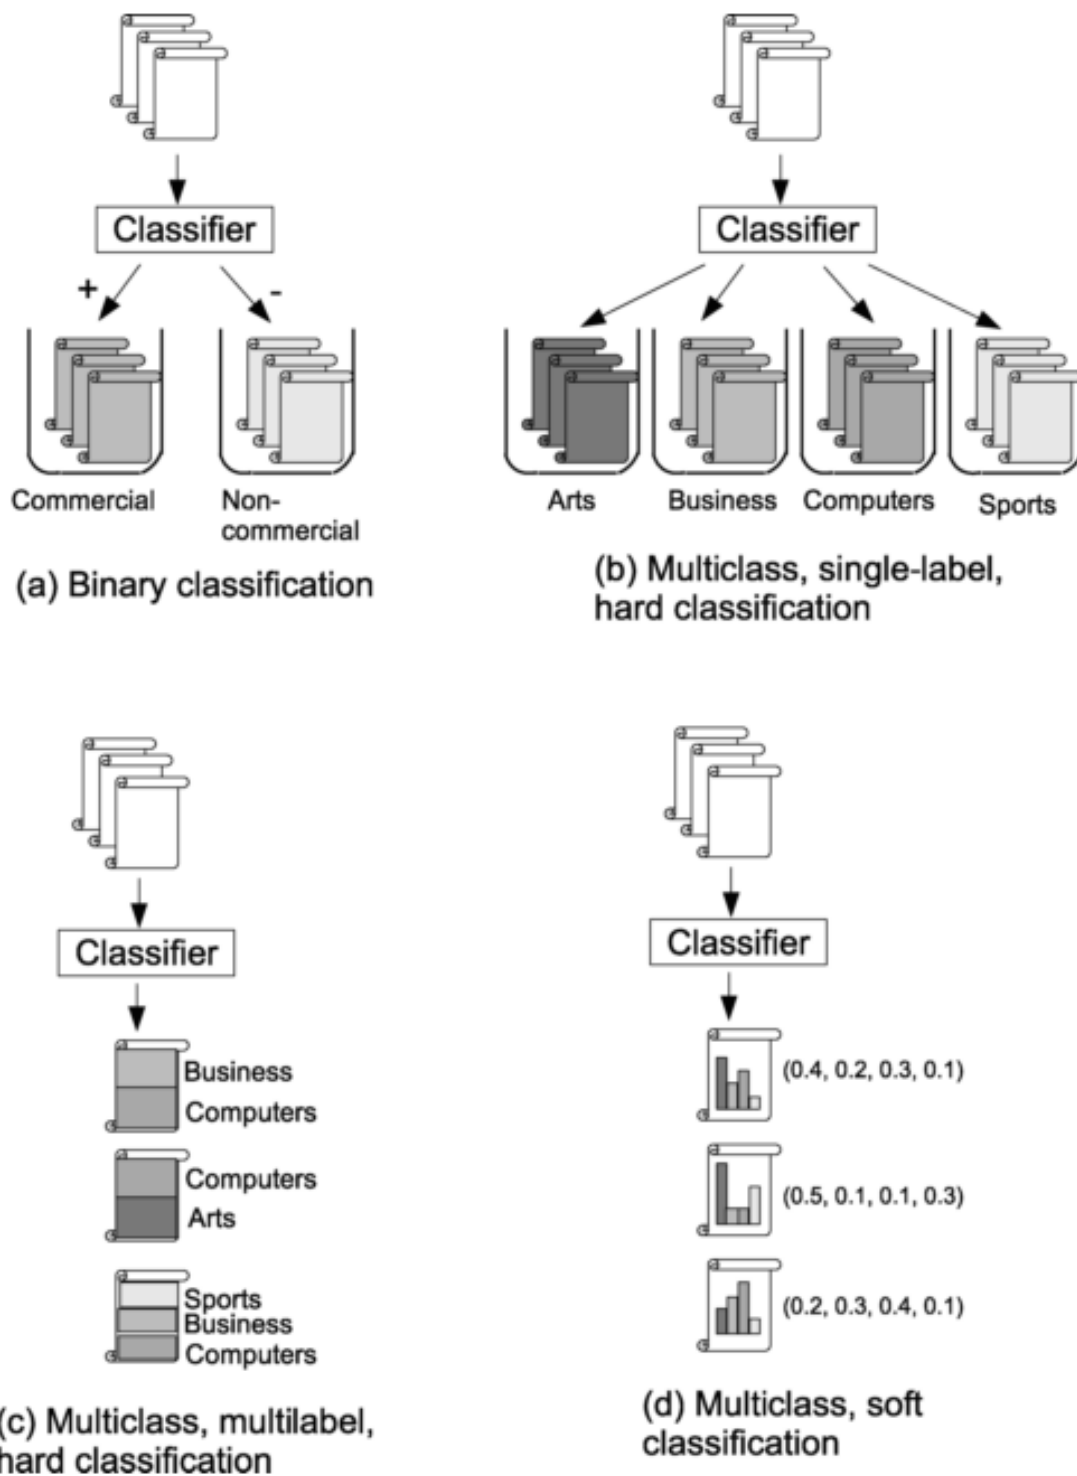 Classifier
+
-
Commercial
Non-
commercial
(a) Binary classification
Classifier
Arts
Business
Computers
Sports
(b) Multiclass, single-label,
hard classification
Classifier
Business
Computers
Computers
Arts
Sports
Business
Computers
(c) Multiclass, multilabel,
hard classification
Classifier
(0.4, 0.2, 0.3, 0.1)
(0.5, 0.1, 0.1, 0.3)
(0.2, 0.3, 0.4, 0.1)
(d) Multiclass, soft
classification